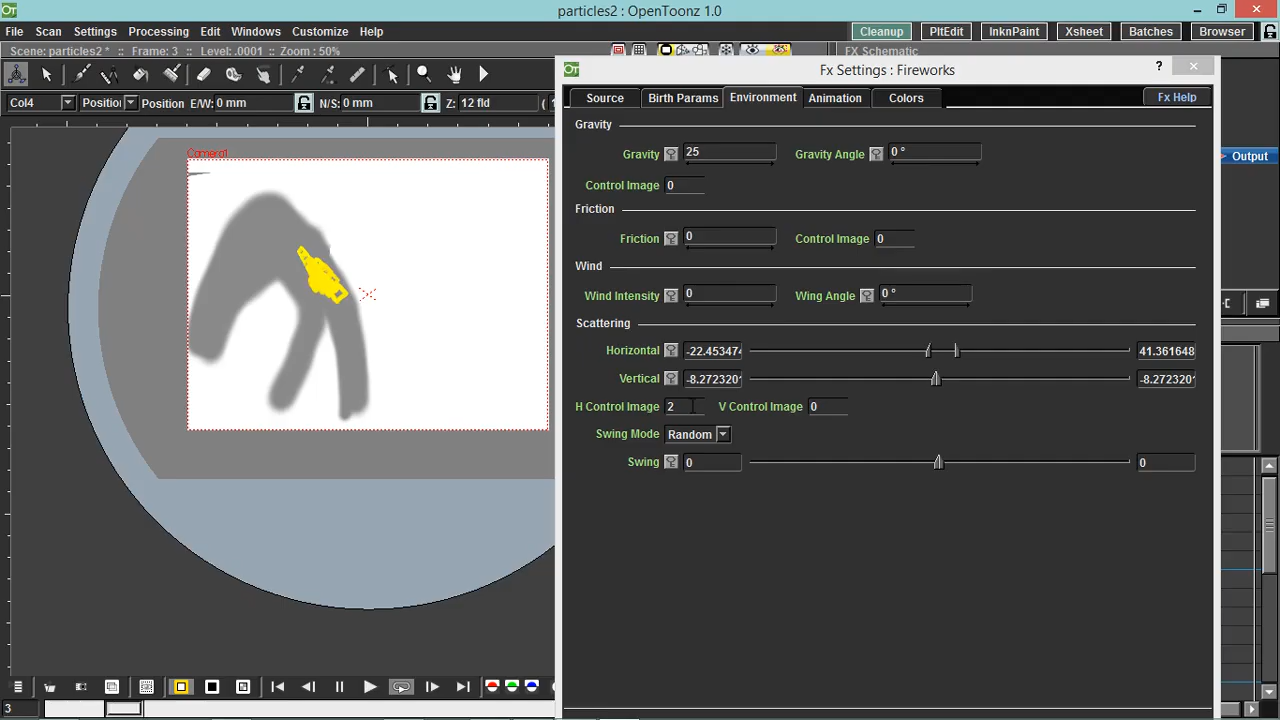 particles2 : OpenToonz 1.0
File Scan Settings Processing Edit Windows Customize Help
Cleanup PltEdit InknPaint Xsheet Batches Browser
Scene: particles2 * Frame: 3 Level: .0001 Zoom : 50%
FX Schematic
OT Fx Settings : Fireworks ?
Source Birth Params Environment Animation Colors Fx Help
Col4 Position E/W: 0 mm N/S: 0 mm Z: 12 fld
Gravity
Camera1
Gravity 25 Gravity Angle 0 °
Output
Control Image 0
Friction
Friction 0 Control Image 0
Wind
Wind Intensity 0 Wing Angle 0 °
Scattering
Horizontal -22.453474 41.361648
Vertical -8.272320 -8.272320
H Control Image 2 V Control Image 0
Swing Mode Random
Swing 0 0
3